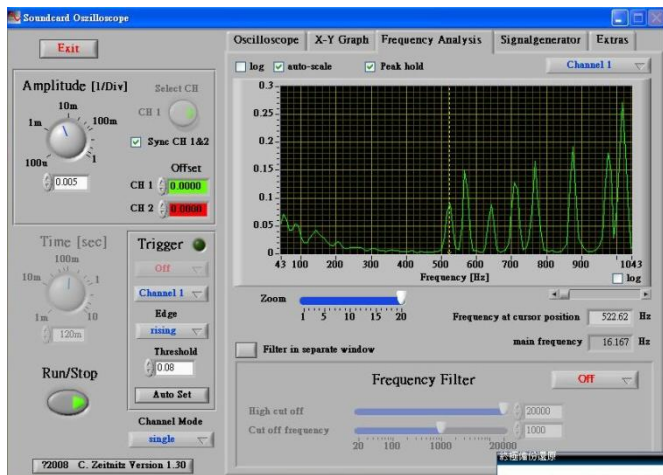 Soundcard Oszilloscope
Exit
Oscilloscope X-Y Graph Frequency Analysis Signalgenerator Extras
log auto-scale Peak hold Channel 1
Amplitude [1/Div]
Select CH
10m
1m 100m
CH 1
Sync CH 1&2
100u 1
Offset
0.005
CH 1 0.0000
CH 2 0.0000
0.3
0.25
0.2
0.15
0.1
0.05
0
43 100 200 300 400 500 600 700 800 900 1043
Frequency [Hz]
log
Time [sec]
100m
10m 1
1m 10
120m
Trigger
Off
Channel 1
Edge
rising
Threshold
0.08
Auto Set
Run/Stop
Channel Mode
single
Zoom
1 5 10 15 20
Frequency at cursor position 522.62 Hz
main frequency 16.167 Hz
Filter in separate window
Frequency Filter Off
High cut off 20000
Cut off frequency 1000
20 100 1000 20000
?2008 C. Zeitnitz Version 1.30